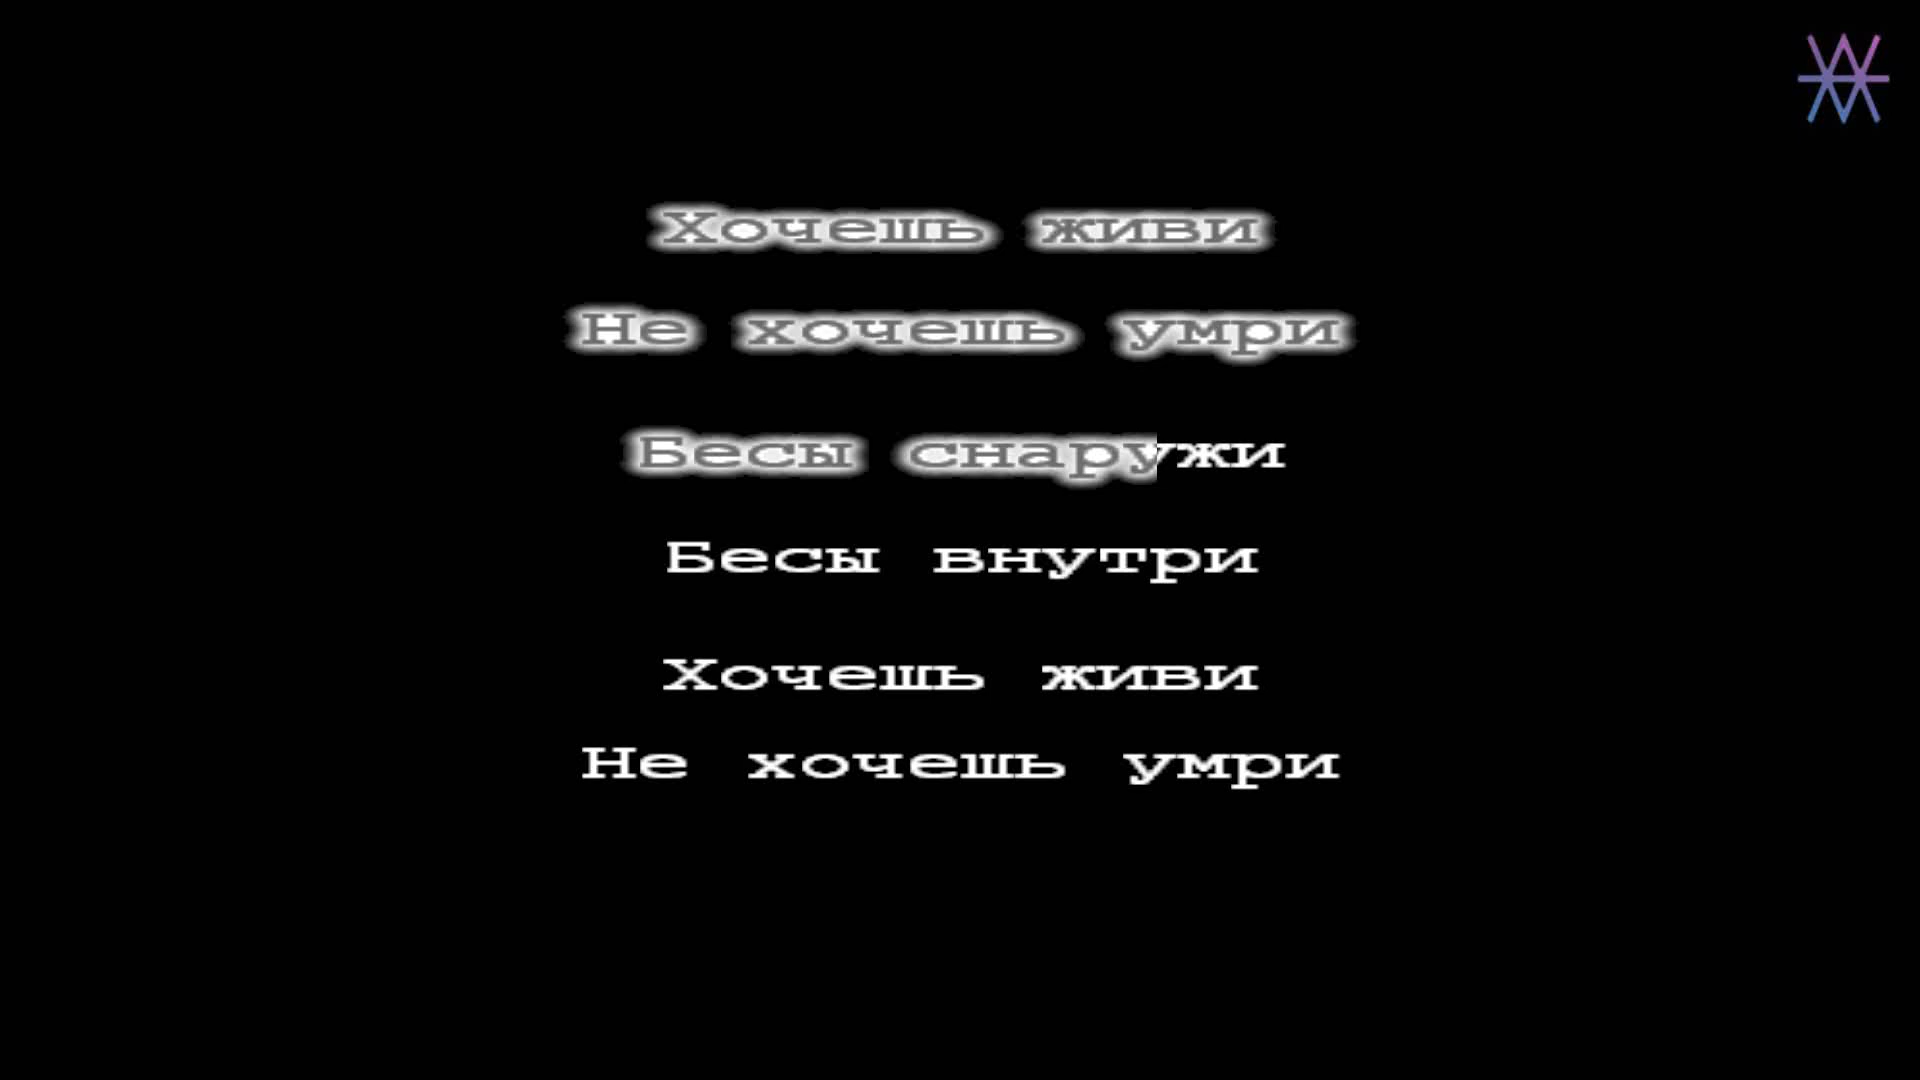 Хочешь живи
Не хочешь умри
Бесы снаружи
Бесы внутри
Хочешь живи
Не хочешь умри